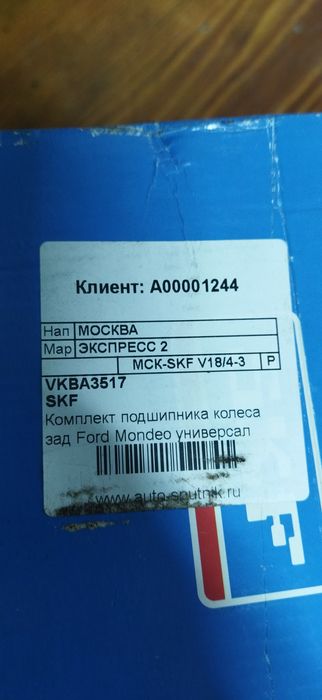 Клиент: A00001244
Нап МОСКВА
Мар ЭКСПРЕСС 2
МСК-SKF V18/4-3 Р
VKBA3517
SKF
Комплект подшипника колеса
зад Ford Mondeo универсал
www.auto-sputnik.ru